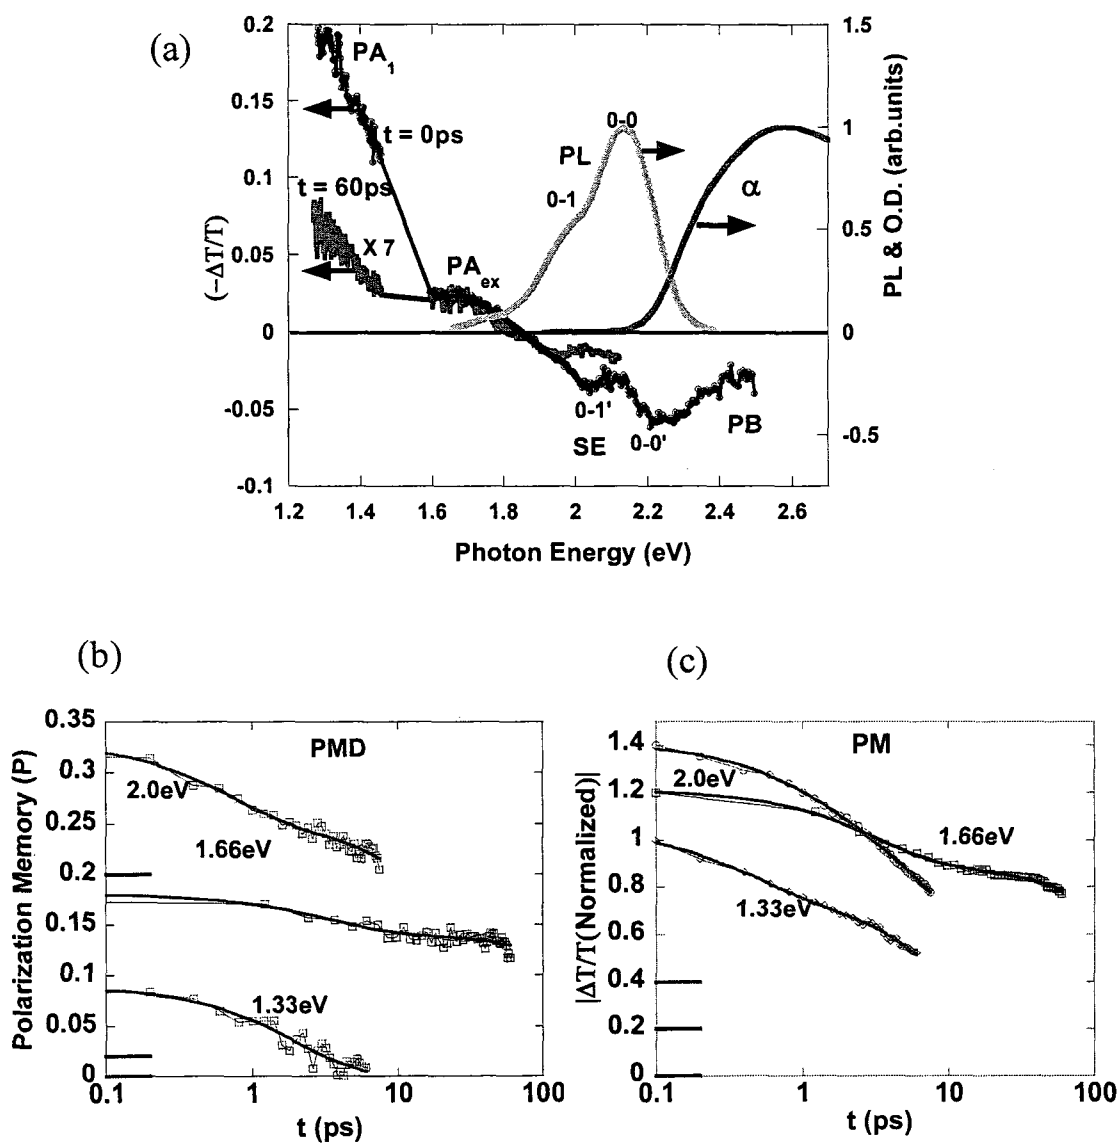 (a)
0.2
0.15
0.1
0.05
0
-0.05
-0.1
(−ΔT/T)
1.5
1
0.5
0
-0.5
PL & O.D. (arb.units)
PA1
t = 0ps
t = 60ps
X 7
PAex
PL
0-0
0-1
α
0-1'
SE
0-0'
PB
1.2 1.4 1.6 1.8 2 2.2 2.4 2.6
Photon Energy (eV)
(b)
0.35
0.3
0.25
0.2
0.15
0.1
0.05
0
Polarization Memory (P)
PMD
2.0eV
1.66eV
1.33eV
0.1 1 10 100
t (ps)
(c)
1.4
1.2
1
0.8
0.6
0.4
0.2
0
|ΔT/T(Normalized)|
PM
2.0eV
1.66eV
1.33eV
0.1 1 10 100
t (ps)